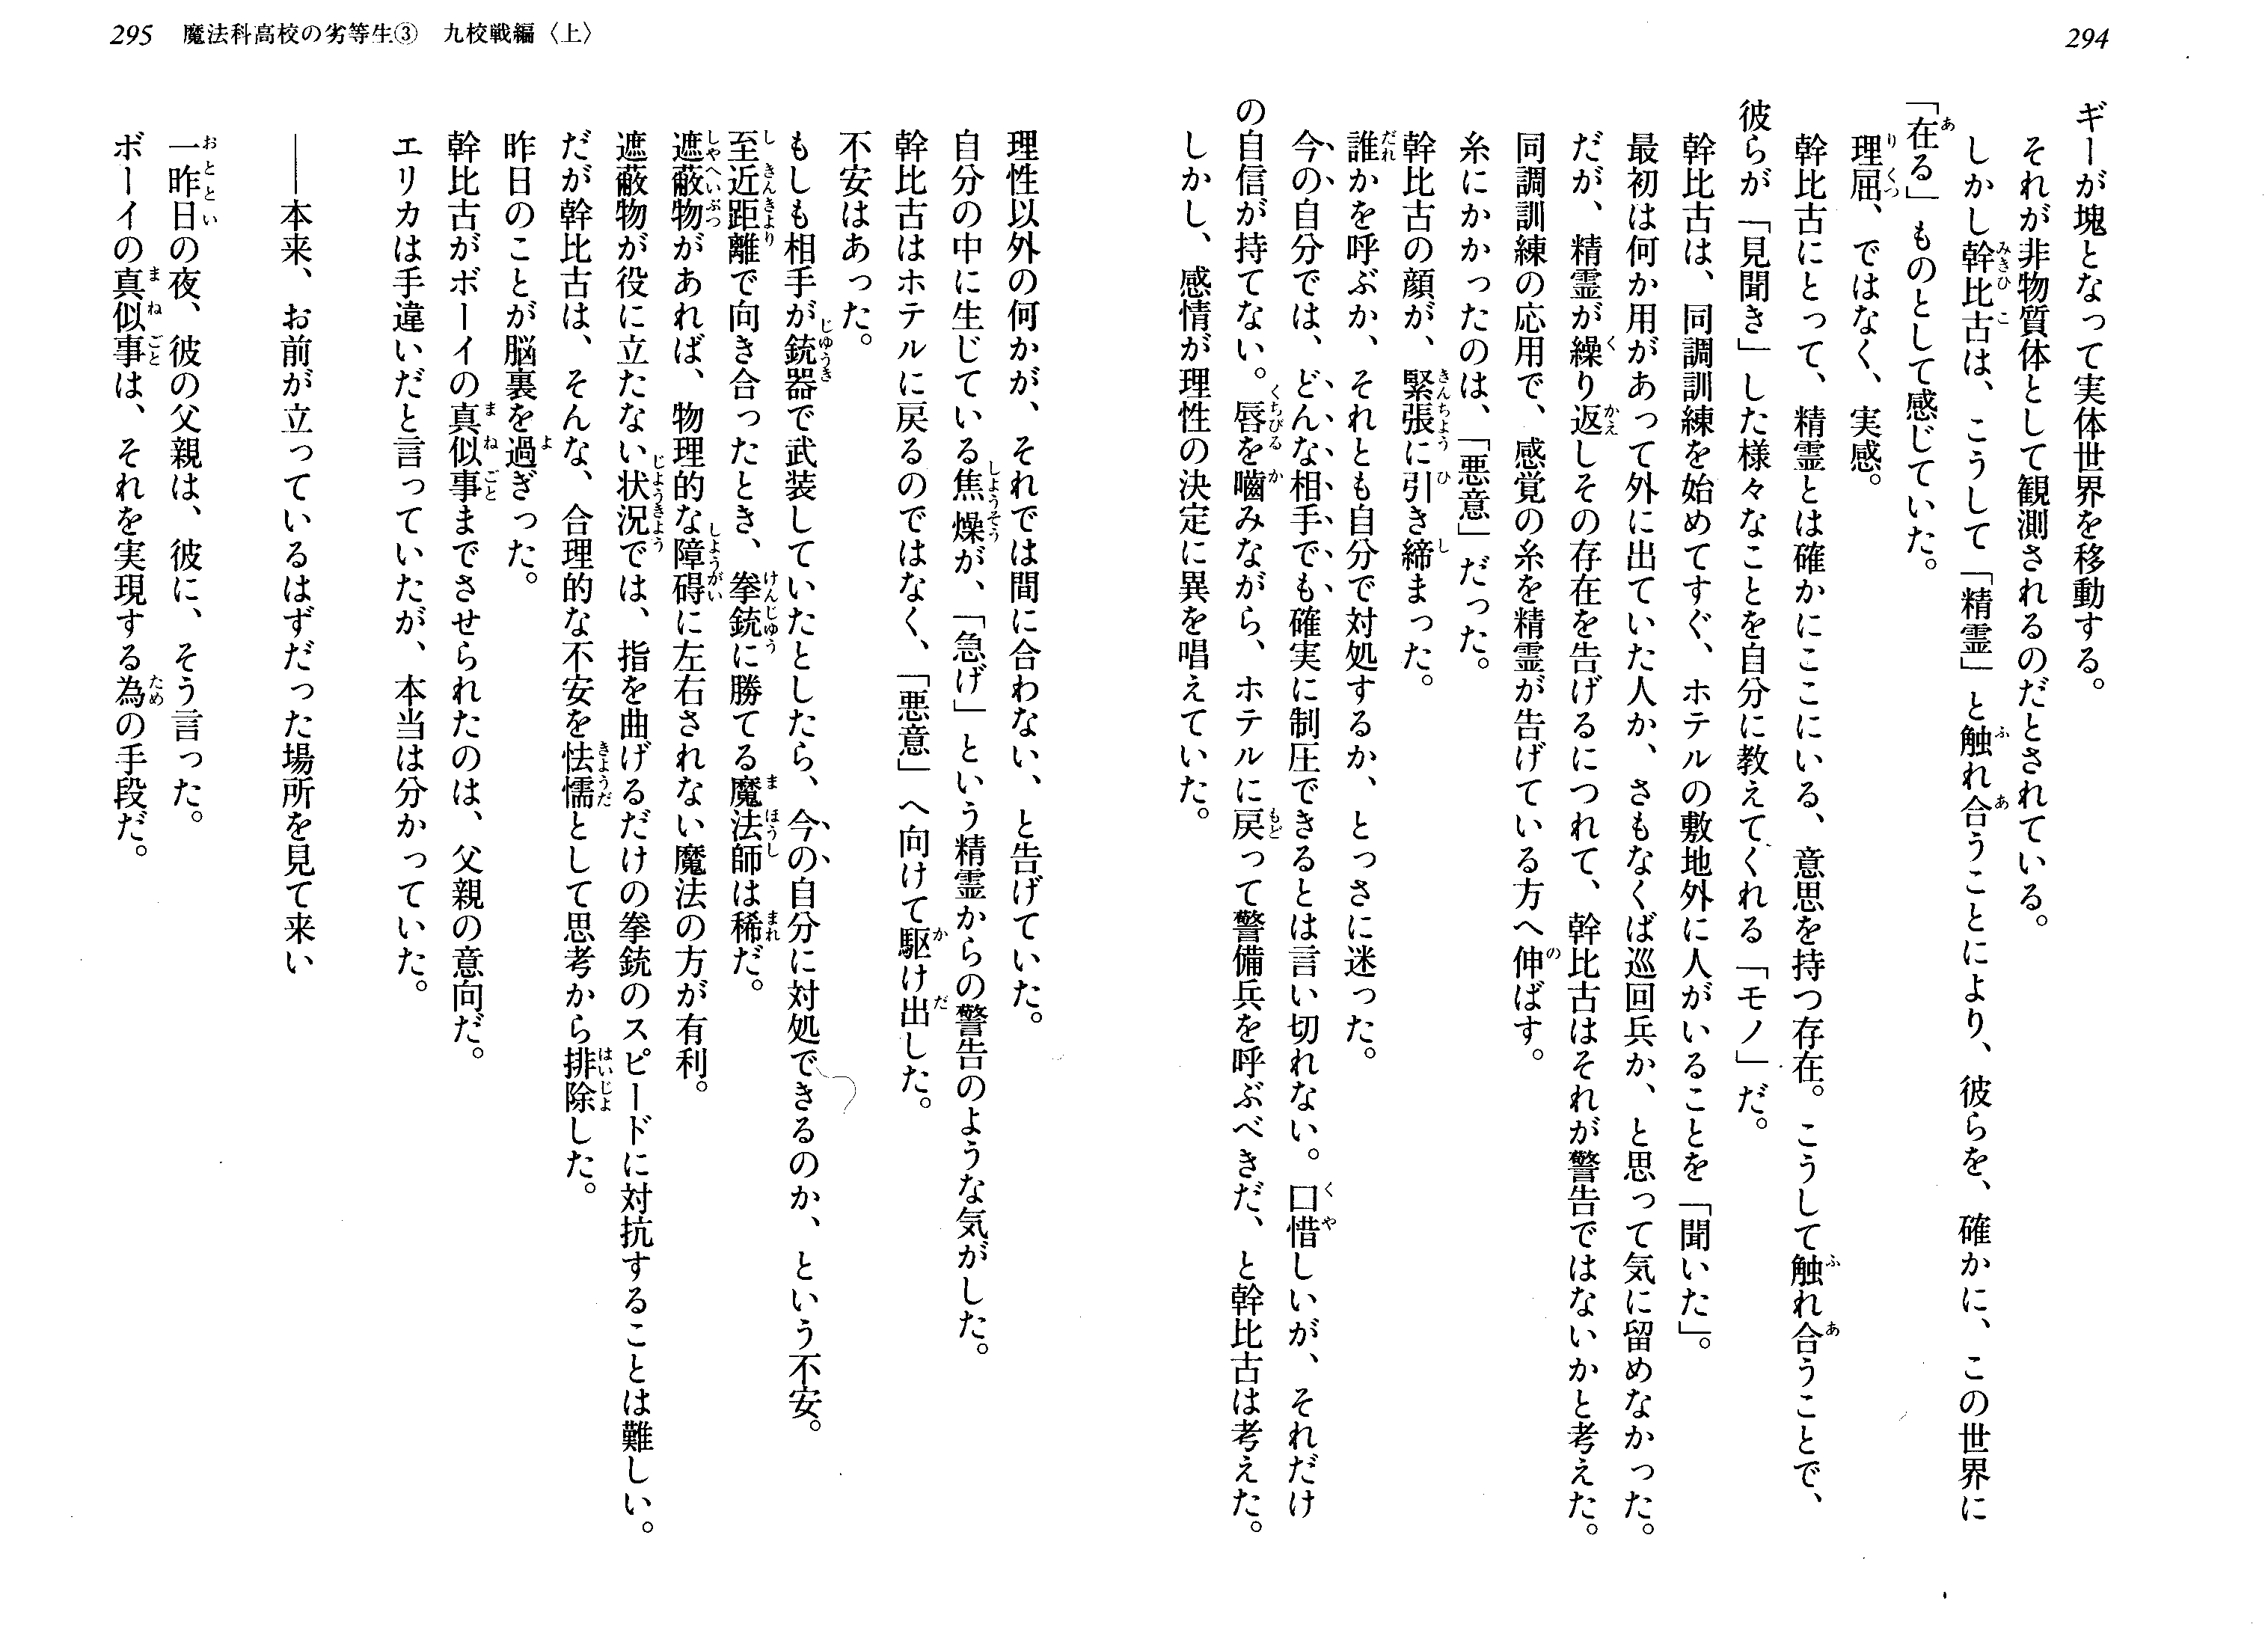 294
ギーが塊となって実体世界を移動する。
それが非物質体として観測されるのだとされている。
しかし幹比古は、こうして「精霊」と触れ合うことにより、彼らを、確かに、この世界に
「在る」ものとして感じていた。
理屈、ではなく、実感。
幹比古にとって、精霊とは確かにここにいる、意思を持つ存在。こうして触れ合うことで、
彼らが「見聞き」した様々なことを自分に教えてくれる「モノ」だ。
幹比古は、同調訓練を始めてすぐ、ホテルの敷地外に人がいることを「聞いた」。
最初は何か用があって外に出ていた人か、さもなくば巡回兵か、と思って気に留めなかった。
だが、精霊が繰り返しその存在を告げるにつれて、幹比古はそれが警告ではないかと考えた。
同調訓練の応用で、感覚の糸を精霊が告げている方へ伸ばす。
糸にかかったのは、「悪意」だった。
幹比古の顔が、緊張に引き締まった。
誰かを呼ぶか、それとも自分で対処するか、とっさに迷った。
今の自分では、どんな相手でも確実に制圧できるとは言い切れない。口惜しいが、それだけ
の自信が持てない。唇を嚙みながら、ホテルに戻って警備兵を呼ぶべきだ、と幹比古は考えた。
しかし、感情が理性の決定に異を唱えていた。
295 魔法科高校の劣等生③ 九校戦編〈上〉
理性以外の何かが、それでは間に合わない、と告げていた。
自分の中に生じている焦燥が、「急げ」という精霊からの警告のような気がした。
幹比古はホテルに戻るのではなく、「悪意」へ向けて駆け出した。
不安はあった。
もしも相手が銃器で武装していたとしたら、今の自分に対処できるのか、という不安。
至近距離で向き合ったとき、拳銃に勝てる魔法師は稀だ。
遮蔽物があれば、物理的な障碍に左右されない魔法の方が有利。
遮蔽物が役に立たない状況では、指を曲げるだけの拳銃のスピードに対抗することは難しい。
だが幹比古は、そんな、合理的な不安を怯懦として思考から排除した。
昨日のことが脳裏を過ぎった。
幹比古がボーイの真似事までさせられたのは、父親の意向だ。
エリカは手違いだと言っていたが、本当は分かっていた。
――本来、お前が立っているはずだった場所を見て来い
一昨日の夜、彼の父親は、彼に、そう言った。
ボーイの真似事は、それを実現する為の手段だ。